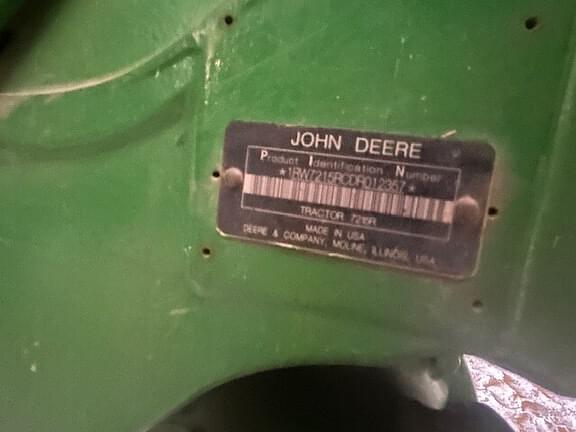 JOHN DEERE
Product Identification Number
*1RW7215RCDR012357*
TRACTOR 7215R
MADE IN USA
DEERE & COMPANY, MOLINE, ILLINOIS, USA